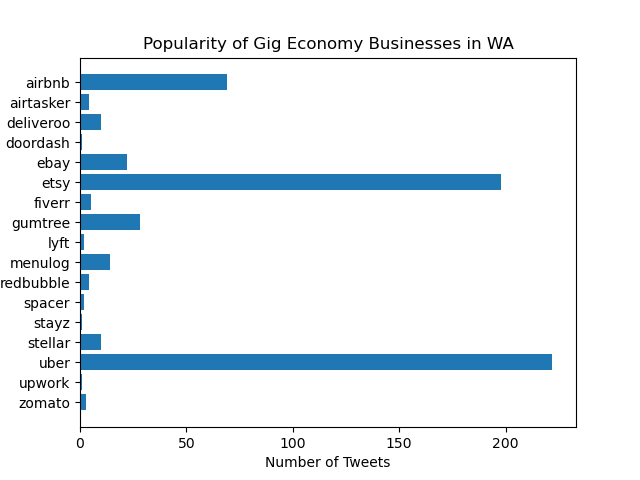 Popularity of Gig Economy Businesses in WA
airbnb
airtasker
deliveroo
doordash
ebay
etsy
fiverr
gumtree
lyft
menulog
redbubble
spacer
stayz
stellar
uber
upwork
zomato
0 50 100 150 200
Number of Tweets